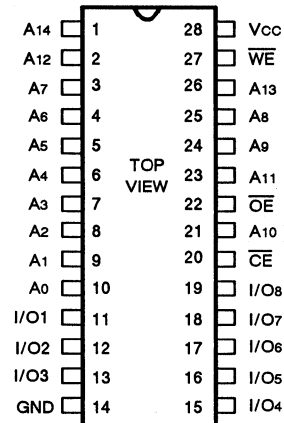 A14 1 28 Vcc
A12 2 27 WE
A7 3 26 A13
A6 4 25 A8
A5 5 24 A9
A4 6 TOP 23 A11
A3 7 VIEW 22 OE
A2 8 21 A10
A1 9 20 CE
A0 10 19 I/O8
I/O1 11 18 I/O7
I/O2 12 17 I/O6
I/O3 13 16 I/O5
GND 14 15 I/O4